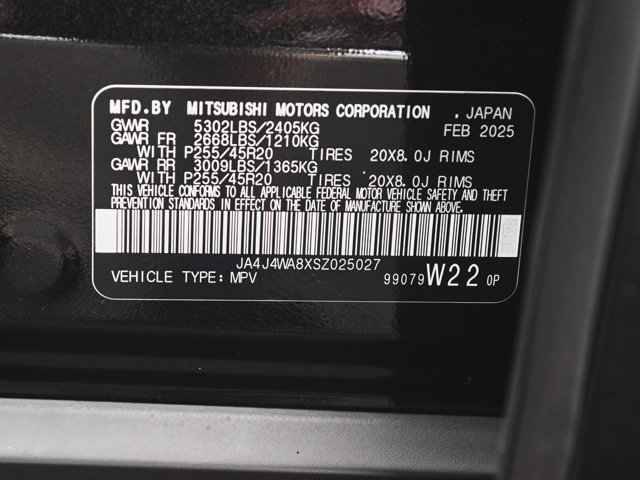 MFD.BY MITSUBISHI MOTORS CORPORATION , JAPAN
GVWR 5302LBS/2405KG FEB 2025
GAWR FR 2668LBS/1210KG
WITH P255/45R20 TIRES 20X8.0J RIMS
GAWR RR 3009LBS/1365KG
WITH P255/45R20 TIRES 20X8.0J RIMS
THIS VEHICLE CONFORMS TO ALL APPLICABLE FEDERAL MOTOR VEHICLE SAFETY AND THEFT
PREVENTION STANDARDS IN EFFECT ON THE DATE OF MANUFACTURE SHOWN ABOVE.
JA4J4WA8XSZ025027
VEHICLE TYPE: MPV 99079 W22 0P